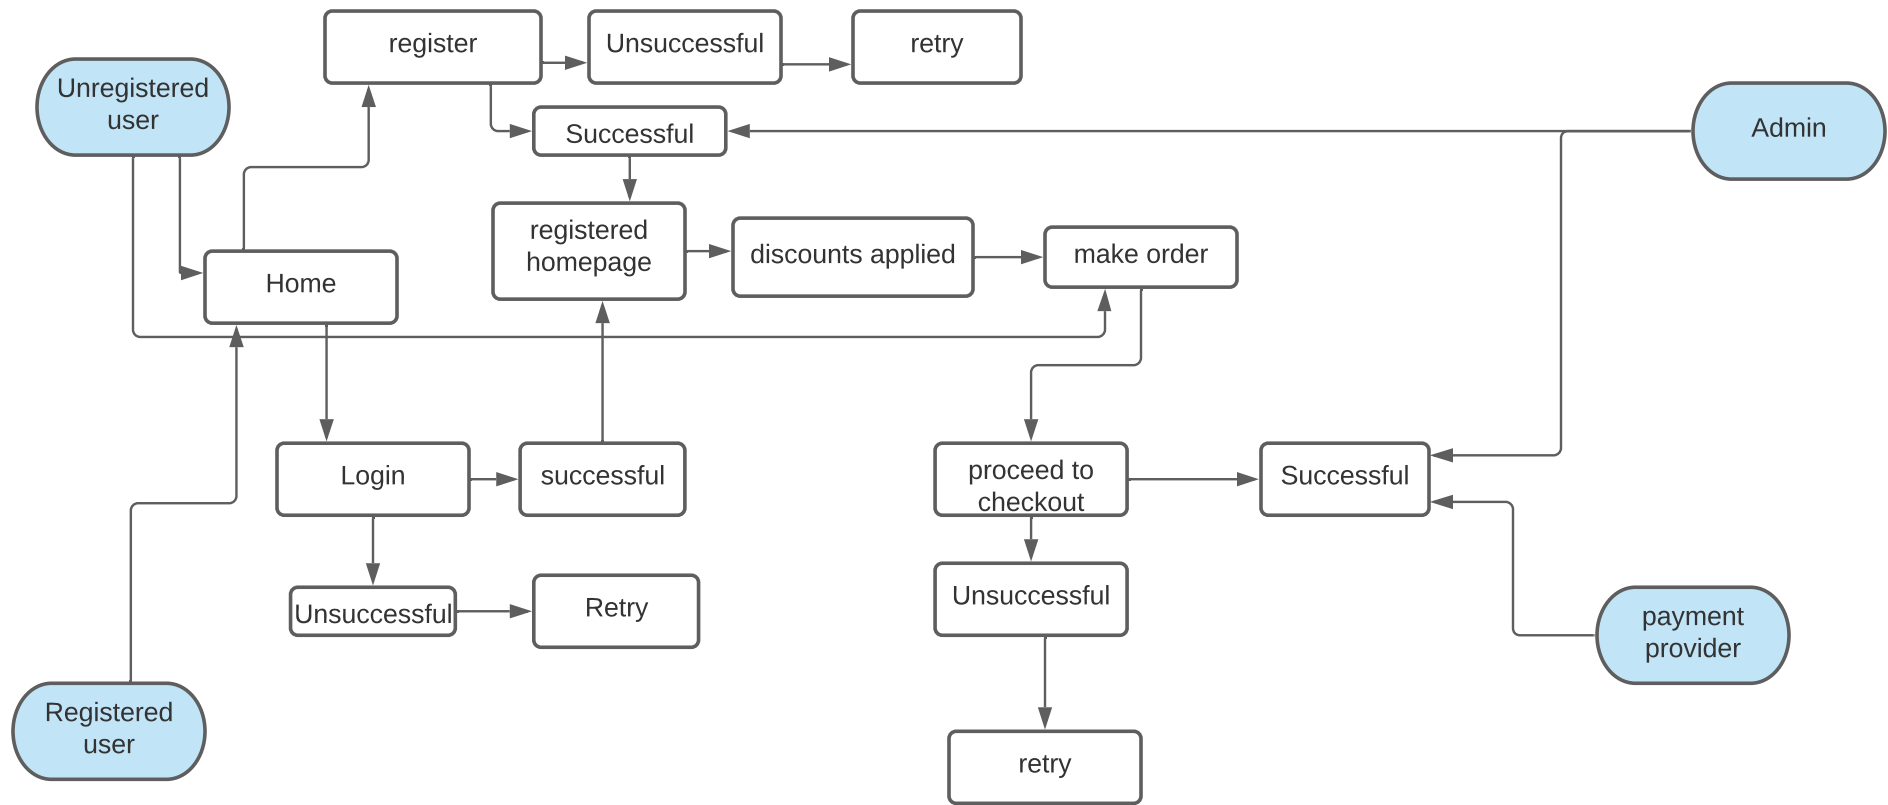 register
Unsuccessful
retry
Unregistered
user
Successful
Admin
registered
homepage
discounts applied
make order
Home
Login
successful
proceed to
checkout
Successful
Unsuccessful
Retry
Unsuccessful
payment
provider
Registered
user
retry